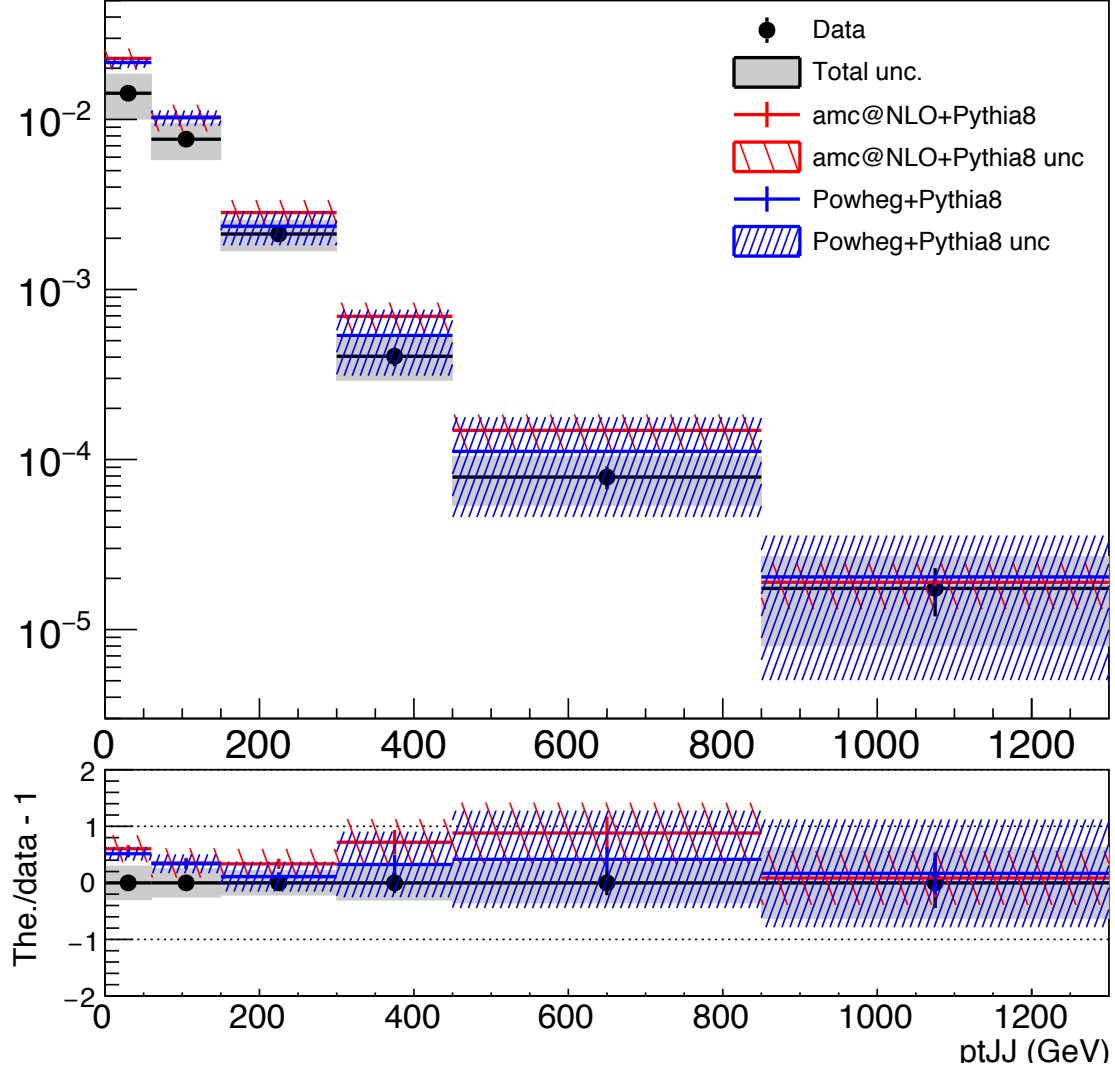 Data
Total unc.
amc@NLO+Pythia8
amc@NLO+Pythia8 unc
Powheg+Pythia8
Powheg+Pythia8 unc
10⁻²
10⁻³
10⁻⁴
10⁻⁵
0 200 400 600 800 1000 1200
The./data - 1
2
1
0
−1
−2
0 200 400 600 800 1000 1200
ptJJ (GeV)